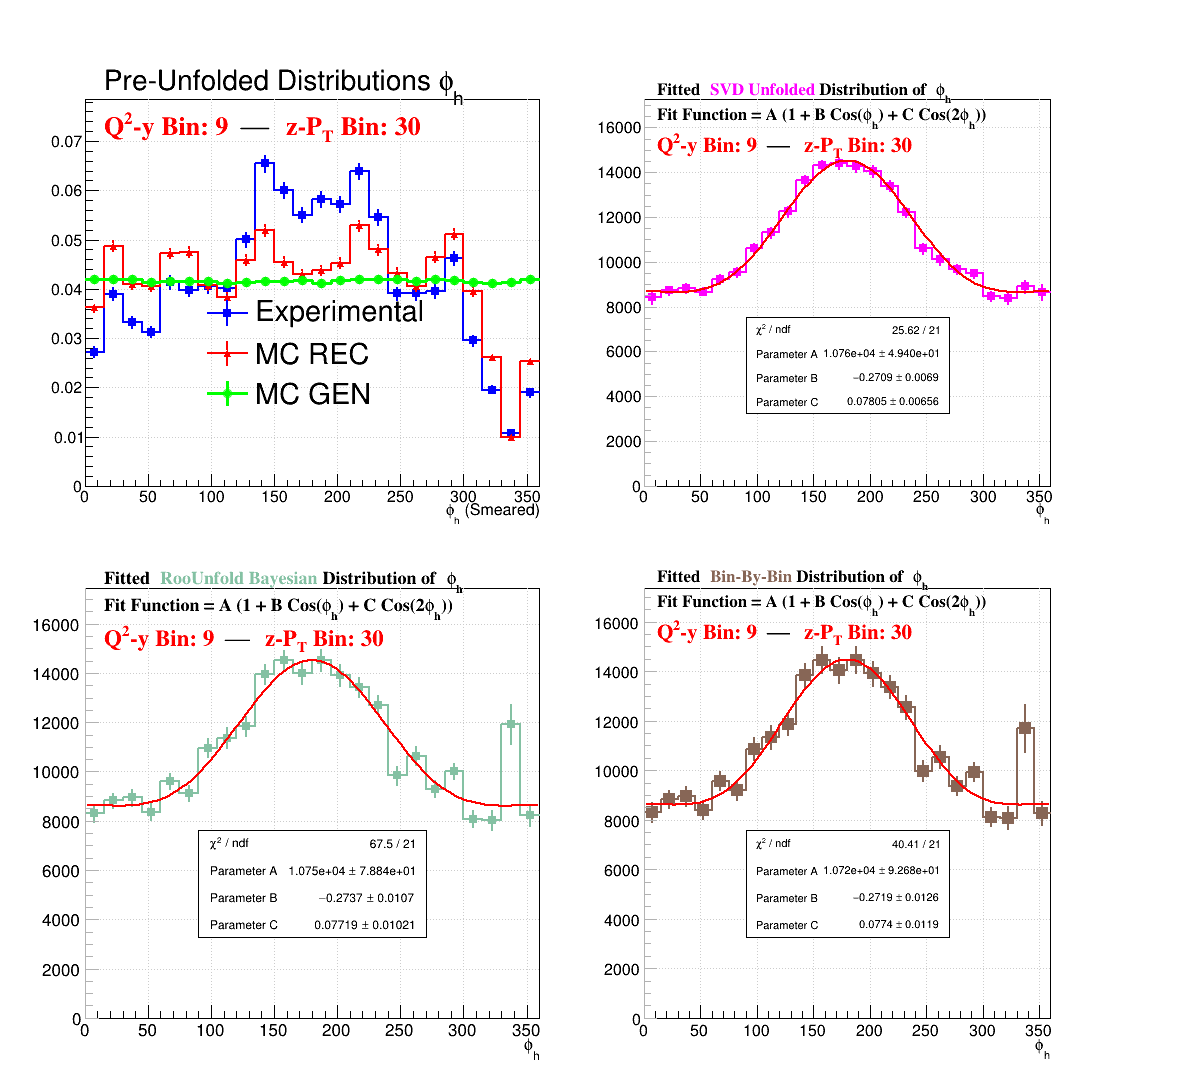 Pre-Unfolded Distributions ϕh
Q²-y Bin: 9 — z-PT Bin: 30
0.07
0.06
0.05
0.04
0.03
0.02
0.01
0
Experimental
MC REC
MC GEN
0 50 100 150 200 250 300 350
ϕh (Smeared)
Fitted SVD Unfolded Distribution of ϕh
Fit Function = A (1 + B Cos(ϕh) + C Cos(2ϕh))
Q²-y Bin: 9 — z-PT Bin: 30
16000
14000
12000
10000
8000
6000
4000
2000
0
χ² / ndf 25.62 / 21
Parameter A 1.076e+04 ± 4.940e+01
Parameter B −0.2709 ± 0.0069
Parameter C 0.07805 ± 0.00656
0 50 100 150 200 250 300 350
ϕh
Fitted RooUnfold Bayesian Distribution of ϕh
Fit Function = A (1 + B Cos(ϕh) + C Cos(2ϕh))
Q²-y Bin: 9 — z-PT Bin: 30
16000
14000
12000
10000
8000
6000
4000
2000
0
χ² / ndf 67.5 / 21
Parameter A 1.075e+04 ± 7.884e+01
Parameter B −0.2737 ± 0.0107
Parameter C 0.07719 ± 0.01021
0 50 100 150 200 250 300 350
ϕh
Fitted Bin-By-Bin Distribution of ϕh
Fit Function = A (1 + B Cos(ϕh) + C Cos(2ϕh))
Q²-y Bin: 9 — z-PT Bin: 30
16000
14000
12000
10000
8000
6000
4000
2000
0
χ² / ndf 40.41 / 21
Parameter A 1.072e+04 ± 9.268e+01
Parameter B −0.2719 ± 0.0126
Parameter C 0.0774 ± 0.0119
0 50 100 150 200 250 300 350
ϕh